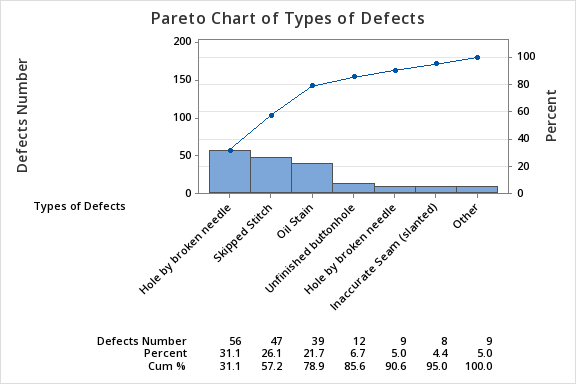 Pareto Chart of Types of Defects
Defects Number
200
150
100
50
0
100
80
60
40
20
0
Percent
Types of Defects
Hole by broken needle
Skipped Stitch
Oil Stain
Unfinished buttonhole
Hole by broken needle
Inaccurate Seam (slanted)
Other
Defects Number 56 47 39 12 9 8 9
Percent 31.1 26.1 21.7 6.7 5.0 4.4 5.0
Cum % 31.1 57.2 78.9 85.6 90.6 95.0 100.0